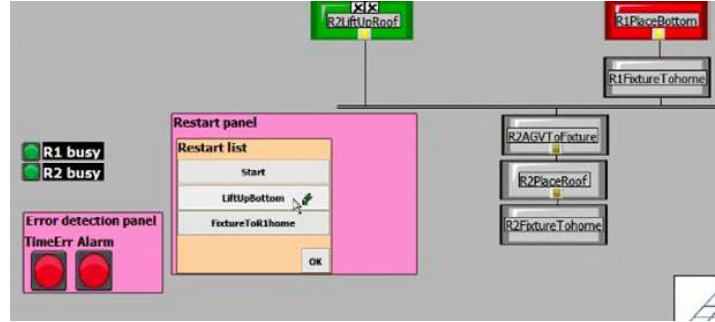 R2LiftUpRoof
R1PlaceBottom
R1FixtureTohome
Restart panel
Restart list
Start
LiftUpBottom
FixtureToR1home
OK
R1 busy
R2 busy
Error detection panel
TimeErr Alarm
R2AGVToFixture
R2PlaceRoof
R2FixtureTohome